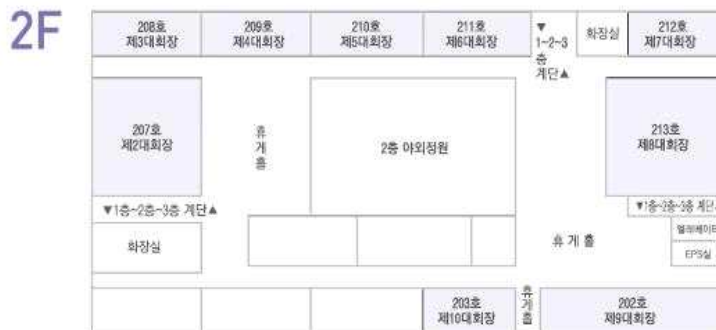 2F
208호
제3대회장
209호
제4대회장
210호
제5대회장
211호
제6대회장
▼
1~2~3
층
계단▲
화장실
212호
제7대회장
207호
제2대회장
휴
게
홀
2층 야외정원
213호
제8대회장
▼1층~2층~3층 계단▲
▼1층~2층~3층 계단
화장실
휴 게 홀
엘리베이터
EPS실
203호
제10대회장
휴
게
홀
202호
제9대회장